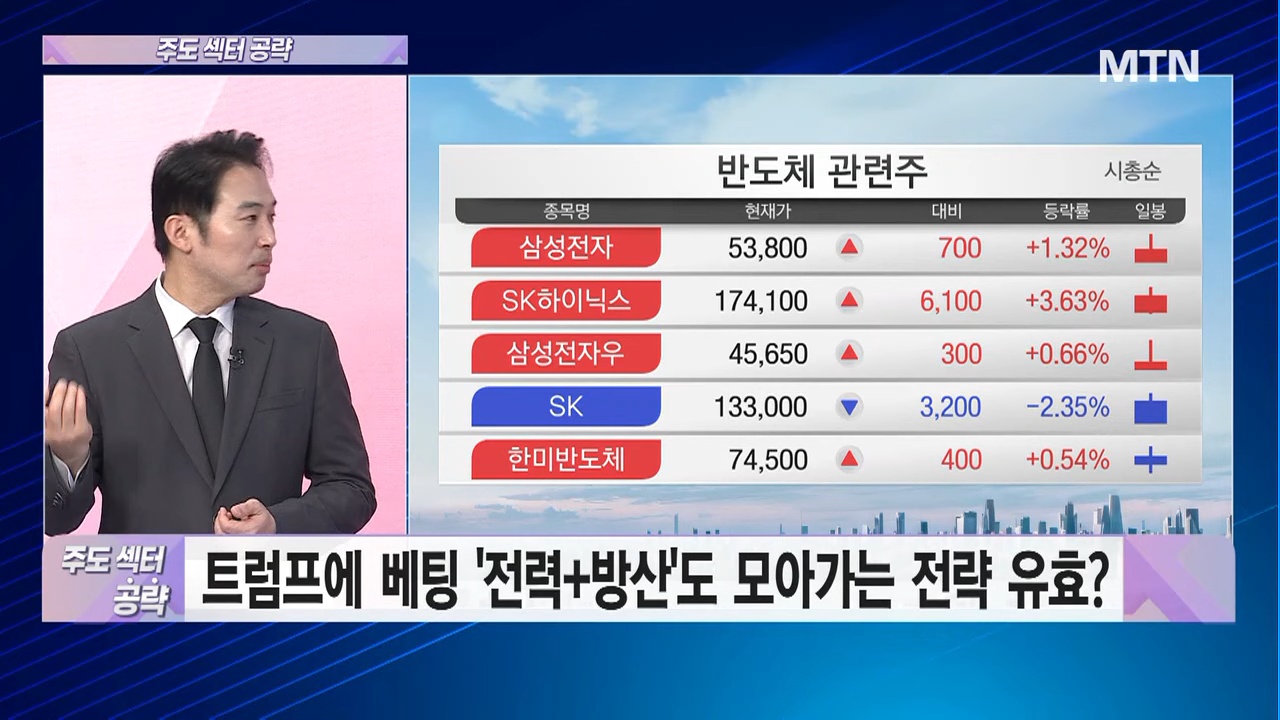 주도 섹터 공략
MTN
반도체 관련주
시총순
종목명 현재가 대비 등락률 일봉
삼성전자 53,800 ▲ 700 +1.32%
SK하이닉스 174,100 ▲ 6,100 +3.63%
삼성전자우 45,650 ▲ 300 +0.66%
SK 133,000 ▼ 3,200 -2.35%
한미반도체 74,500 ▲ 400 +0.54%
주도 섹터
공략
트럼프에 베팅 '전력+방산'도 모아가는 전략 유효?